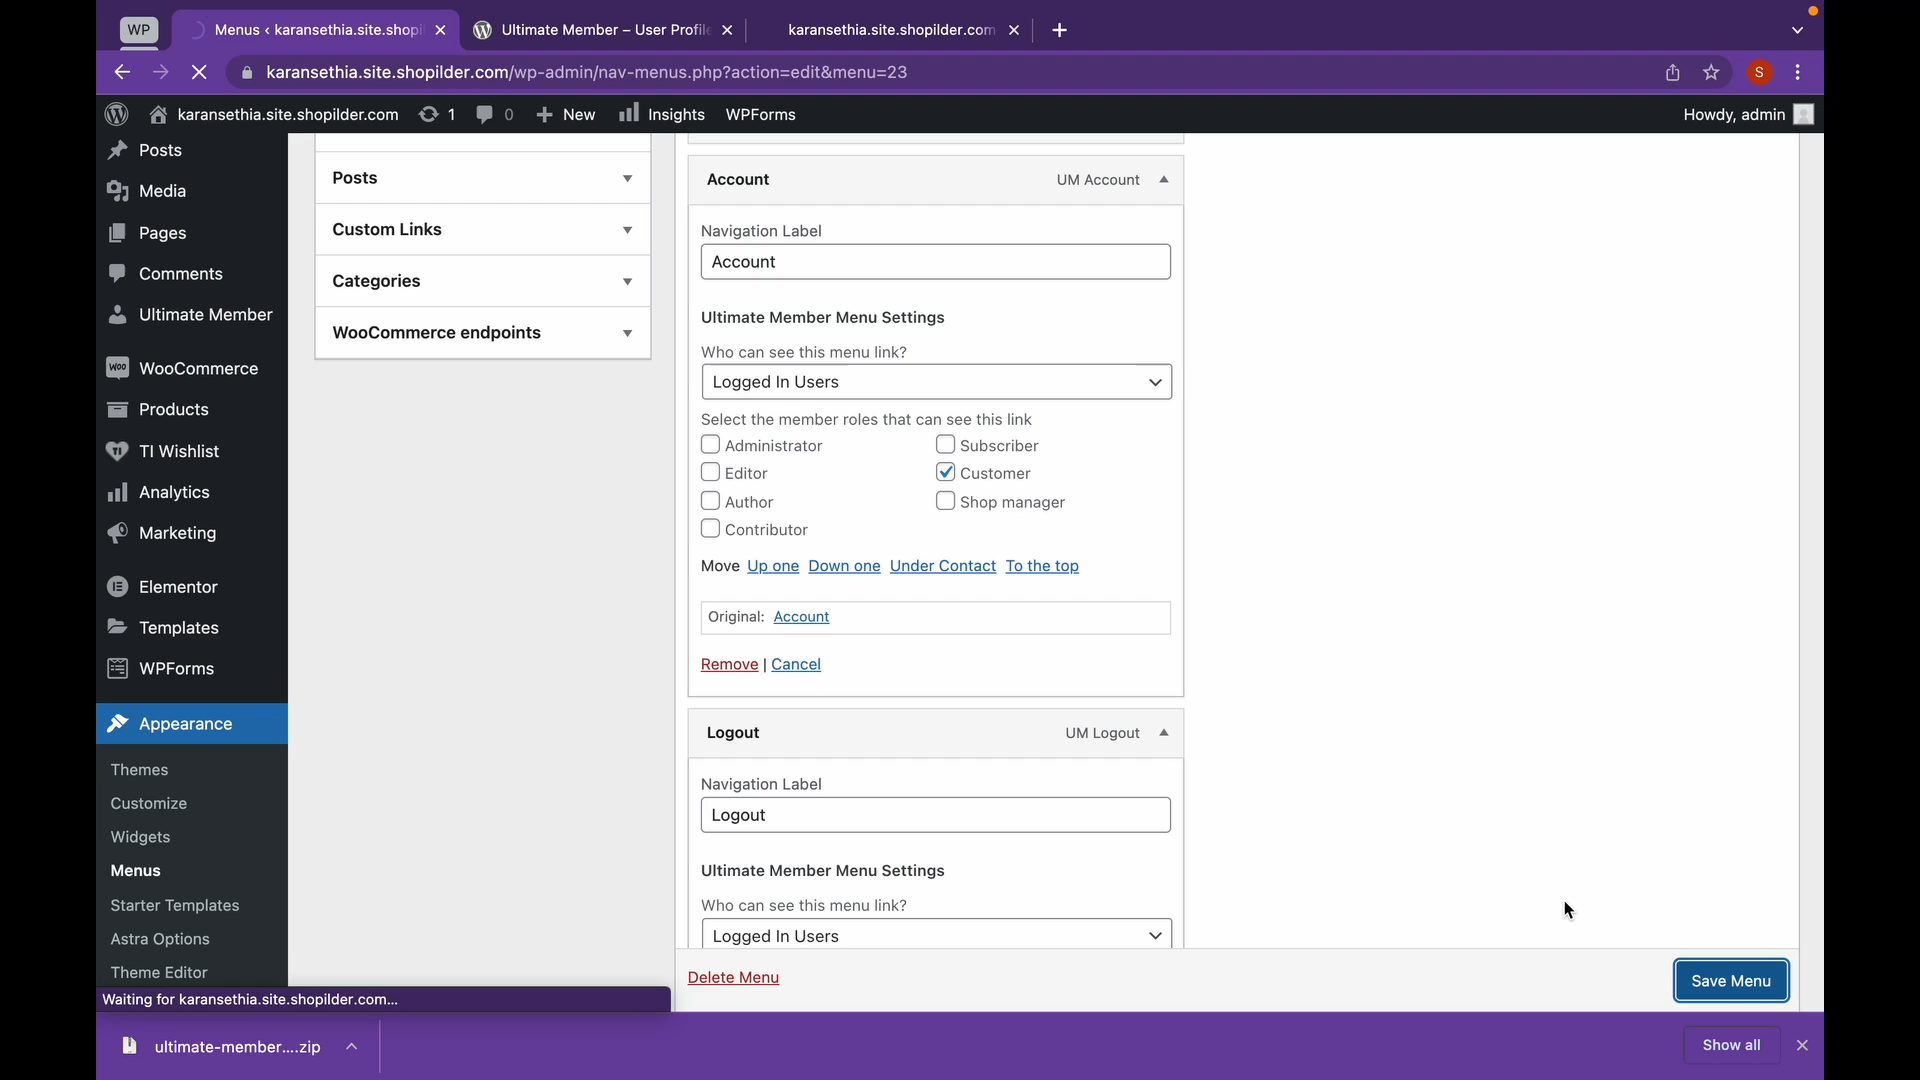 WP
Menus < karansethia.site.shopil
Ultimate Member – User Profile
karansethia.site.shopilder.com
karansethia.site.shopilder.com/wp-admin/nav-menus.php?action=edit&menu=23
S
karansethia.site.shopilder.com
1
0
New
Insights
WPForms
Howdy, admin
Posts
Media
Pages
Comments
Ultimate Member
WooCommerce
Products
TI Wishlist
Analytics
Marketing
Elementor
Templates
WPForms
Appearance
Themes
Customize
Widgets
Menus
Starter Templates
Astra Options
Theme Editor
Posts
Custom Links
Categories
WooCommerce endpoints
Account
UM Account
Navigation Label
Account
Ultimate Member Menu Settings
Who can see this menu link?
Logged In Users
Select the member roles that can see this link
Administrator
Subscriber
Editor
Customer
Author
Shop manager
Contributor
Move Up one Down one Under Contact To the top
Original: Account
Remove | Cancel
Logout
UM Logout
Navigation Label
Logout
Ultimate Member Menu Settings
Who can see this menu link?
Logged In Users
Delete Menu
Save Menu
Waiting for karansethia.site.shopilder.com...
ultimate-member....zip
Show all